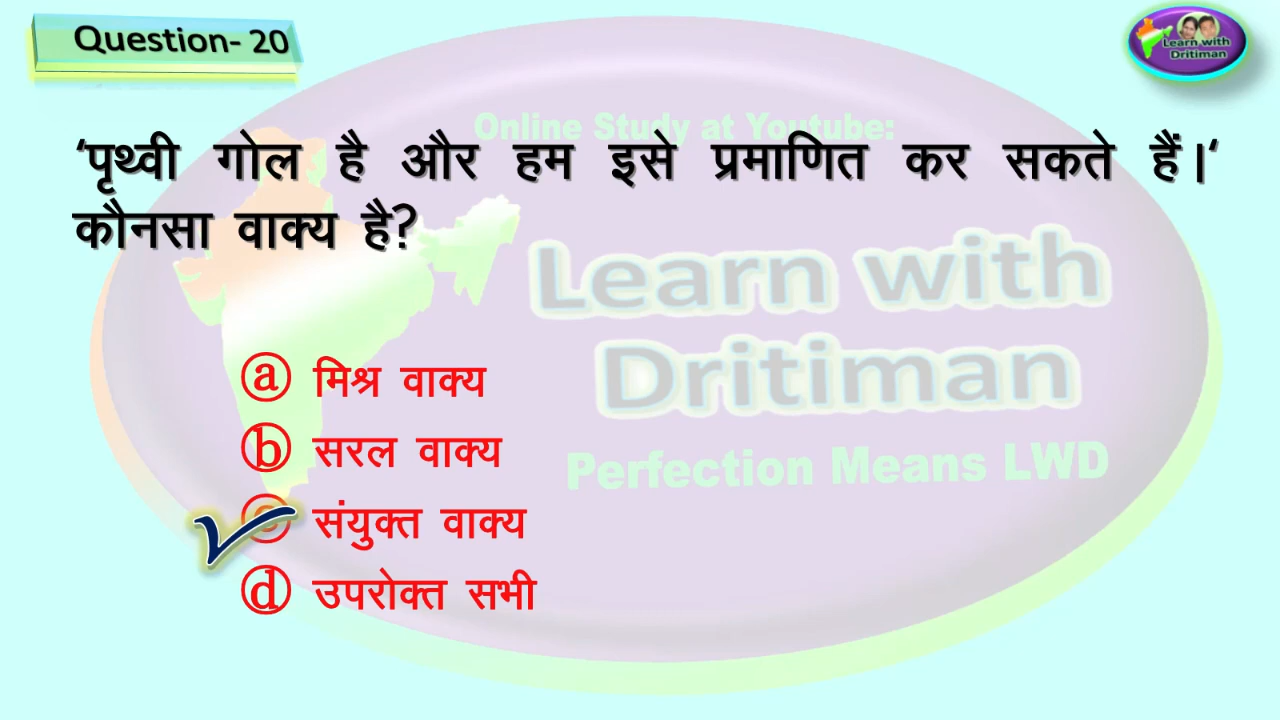 Question- 20
Learn with
Dritiman
Online Study at Youtube:
‘पृथ्वी गोल है और हम इसे प्रमाणित कर सकते हैं।‘
कौनसा वाक्य है?
Learn with
Dritiman
Perfection Means LWD
ⓐ मिश्र वाक्य
ⓑ सरल वाक्य
ⓒ संयुक्त वाक्य
ⓓ उपरोक्त सभी